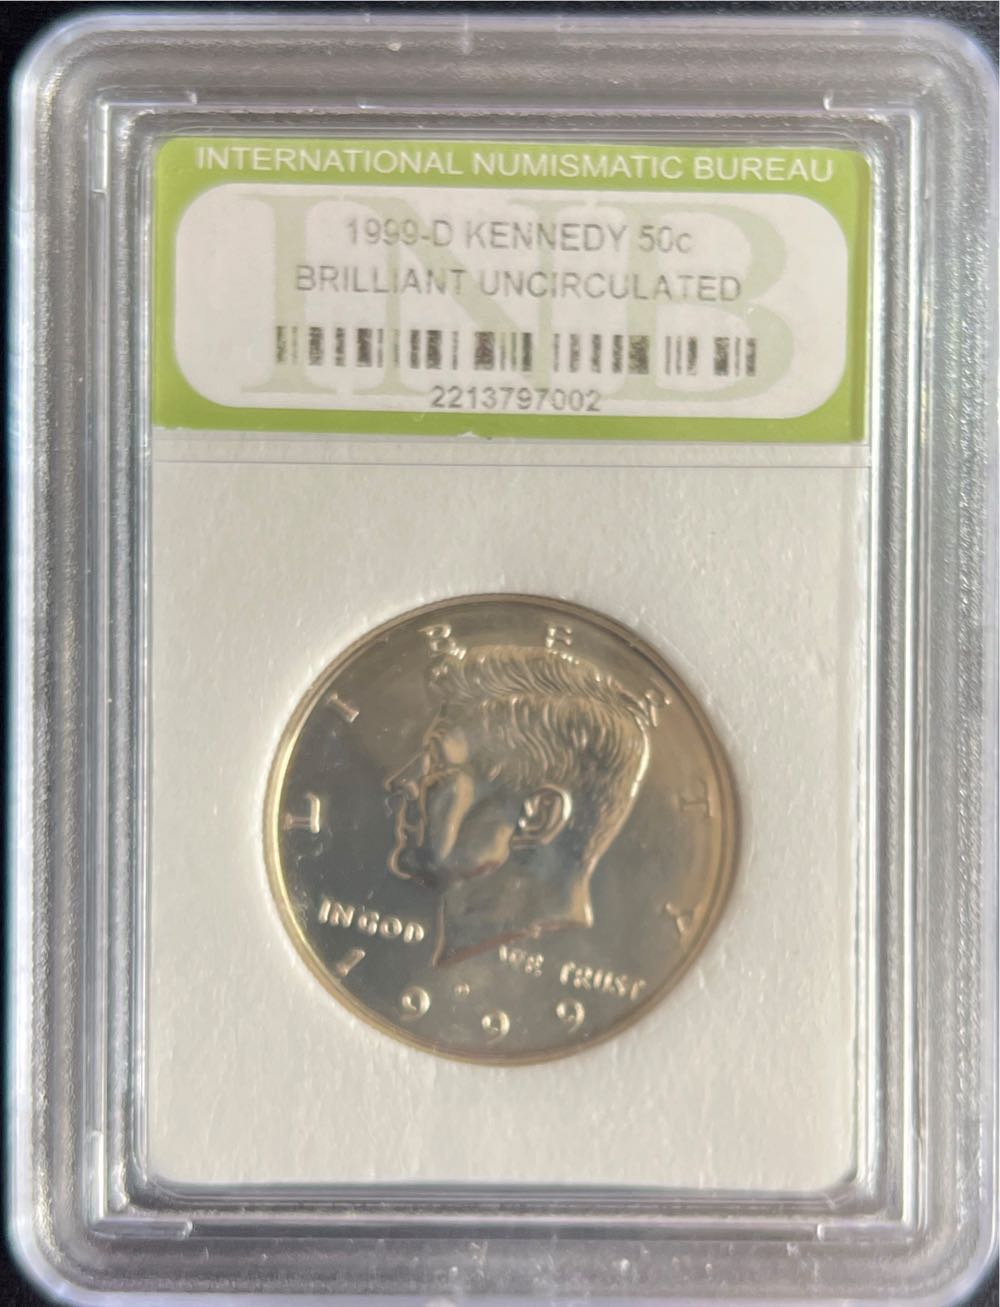 INTERNATIONAL NUMISMATIC BUREAU
INB
1999-D KENNEDY 50c
BRILLIANT UNCIRCULATED
2213797002
LIBERTY
IN GOD WE TRUST
D
1999